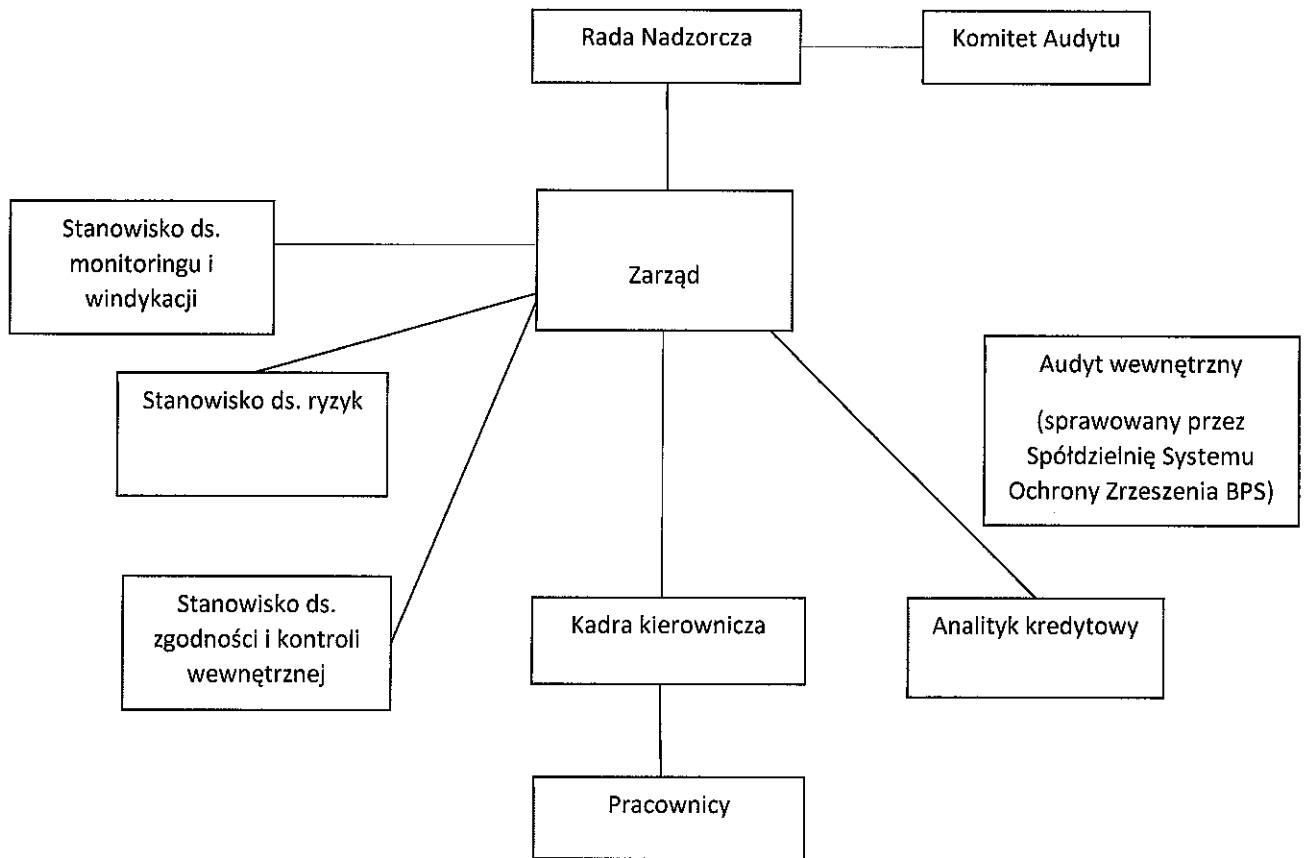 Rada Nadzorcza
Komitet Audytu
Stanowisko ds.
monitoringu i
windykacji
Zarząd
Stanowisko ds. ryzyk
Audyt wewnętrzny
(sprawowany przez
Spółdzielnię Systemu
Ochrony Zrzeszenia BPS)
Stanowisko ds.
zgodności i kontroli
wewnętrznej
Kadra kierownicza
Analityk kredytowy
Pracownicy